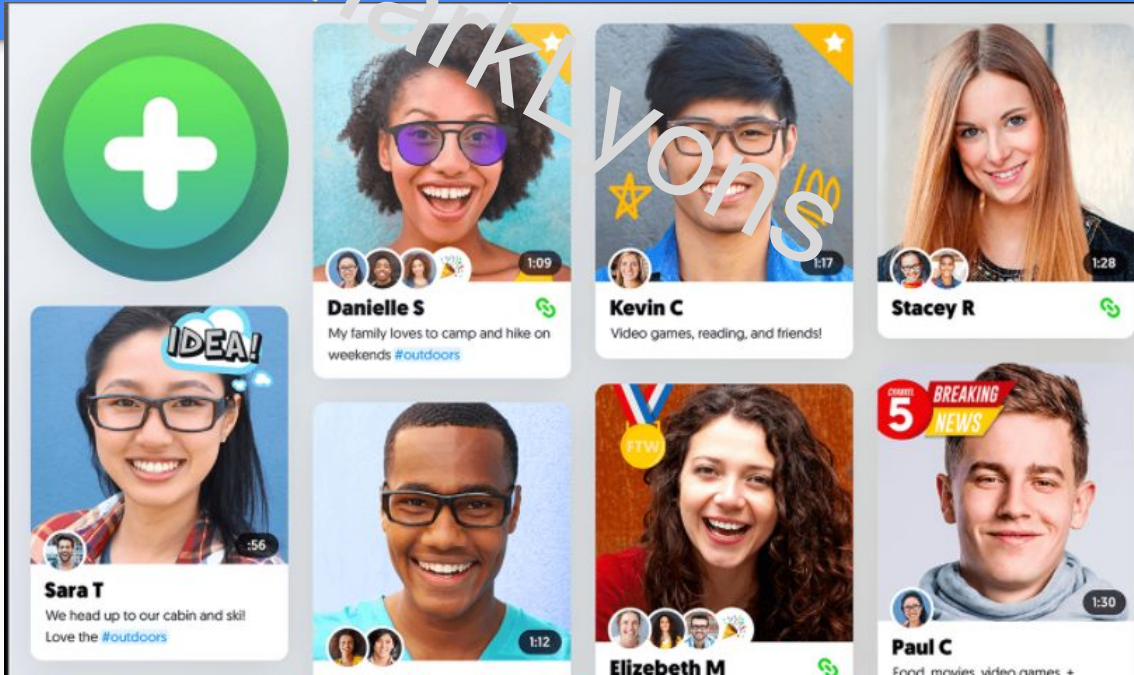 MarkLyons
1:09
Danielle S
My family loves to camp and hike on
weekends #outdoors
100
1:17
Kevin C
Video games, reading, and friends!
1:28
Stacey R
IDEA!
:56
Sara T
We head up to our cabin and ski!
Love the #outdoors
1:12
FTW
Elizebeth M
CHANNEL
5
BREAKING
NEWS
1:30
Paul C
Food, movies, video games, +